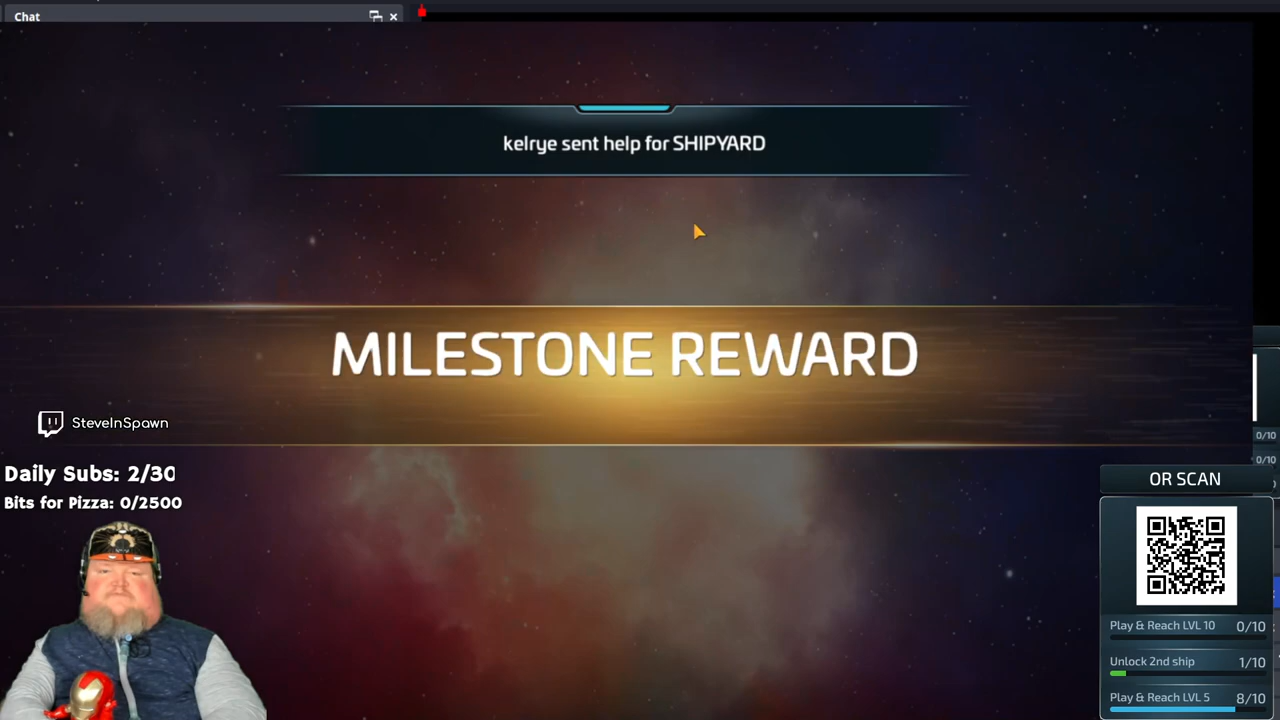 Chat
kelrye sent help for SHIPYARD
MILESTONE REWARD
SteveInSpawn
Daily Subs: 2/30
Bits for Pizza: 0/2500
0/10
0/10
OR SCAN
Play & Reach LVL 10 0/10
Unlock 2nd ship 1/10
Play & Reach LVL 5 8/10